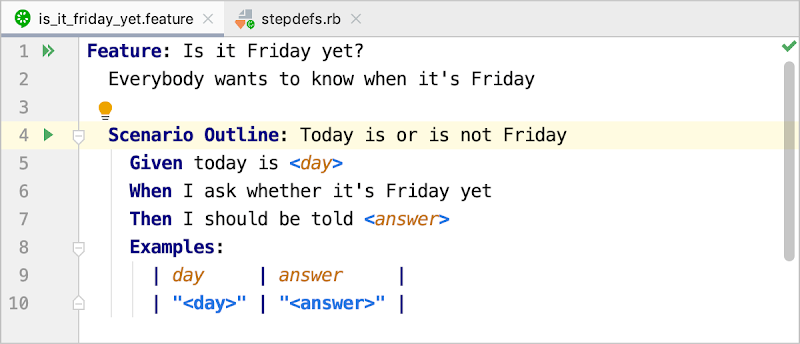 is_it_friday_yet.feature stepdefs.rb
1 Feature: Is it Friday yet?
2 Everybody wants to know when it's Friday
3
4 Scenario Outline: Today is or is not Friday
5 Given today is <day>
6 When I ask whether it's Friday yet
7 Then I should be told <answer>
8 Examples:
9 | day | answer |
10 | "<day>" | "<answer>" |